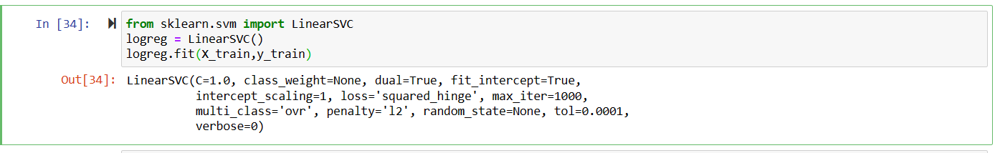 In [34]: from sklearn.svm import LinearSVC
logreg = LinearSVC()
logreg.fit(X_train,y_train)
Out[34]: LinearSVC(C=1.0, class_weight=None, dual=True, fit_intercept=True,
intercept_scaling=1, loss='squared_hinge', max_iter=1000,
multi_class='ovr', penalty='l2', random_state=None, tol=0.0001,
verbose=0)